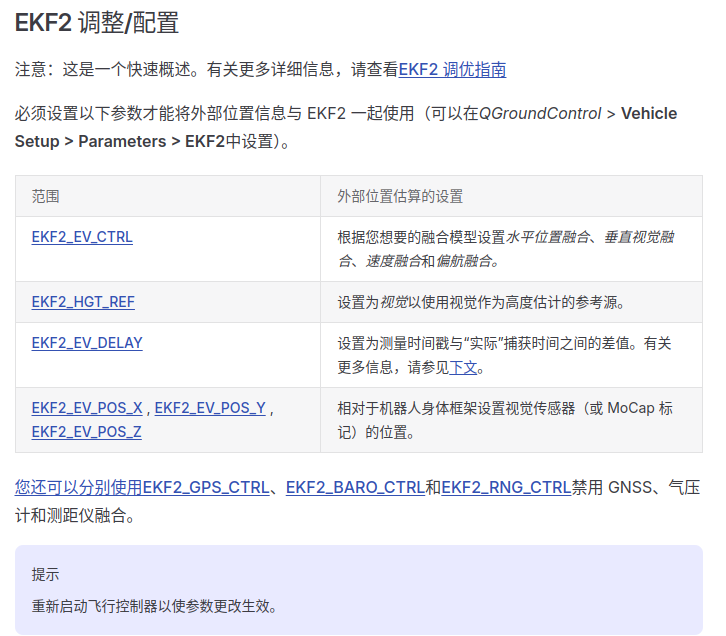 EKF2 调整/配置
注意：这是一个快速概述。有关更多详细信息，请查看EKF2 调优指南
必须设置以下参数才能将外部位置信息与 EKF2 一起使用（可以在QGroundControl > Vehicle
Setup > Parameters > EKF2中设置）。
范围
外部位置估算的设置
EKF2_EV_CTRL
根据您想要的融合模型设置水平位置融合、垂直视觉融
合、速度融合和偏航融合。
EKF2_HGT_REF
设置为视觉以使用视觉作为高度估计的参考源。
EKF2_EV_DELAY
设置为测量时间戳与“实际”捕获时间之间的差值。有关
更多信息，请参见下文。
EKF2_EV_POS_X , EKF2_EV_POS_Y ,
EKF2_EV_POS_Z
相对于机器人身体框架设置视觉传感器（或 MoCap 标
记）的位置。
您还可以分别使用EKF2_GPS_CTRL、EKF2_BARO_CTRL和EKF2_RNG_CTRL禁用 GNSS、气压
计和测距仪融合。
提示
重新启动飞行控制器以使参数更改生效。